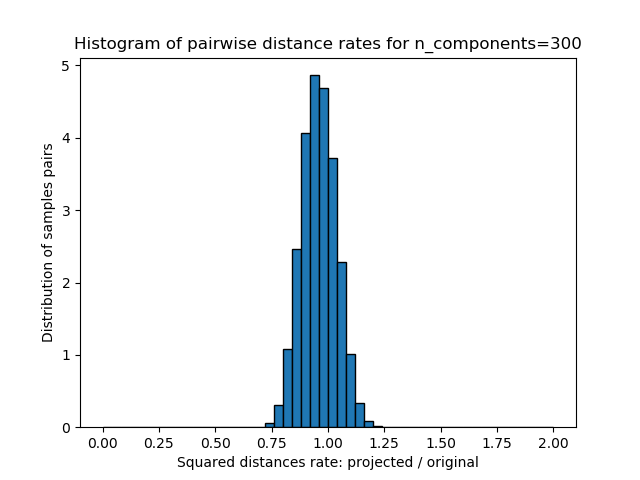 Histogram of pairwise distance rates for n_components=300
Distribution of samples pairs
5
4
3
2
1
0
0.00 0.25 0.50 0.75 1.00 1.25 1.50 1.75 2.00
Squared distances rate: projected / original